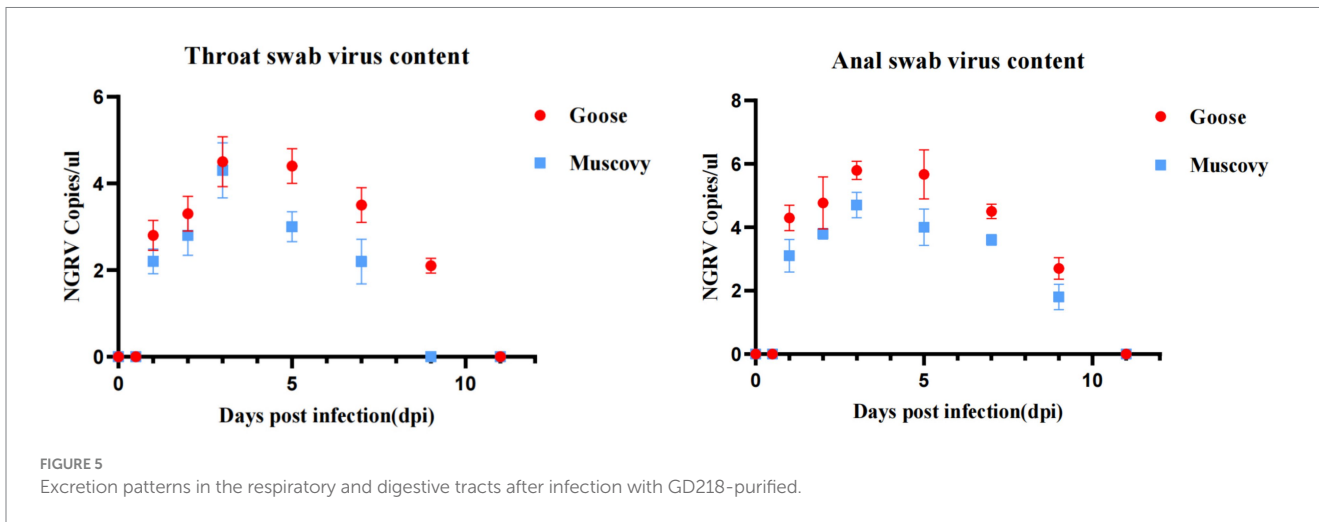 Throat swab virus content
6
4
2
0
NGRV Copies/ul
0
5
10
Days post infection(dpi)
Goose
Muscovy
Anal swab virus content
8
6
4
2
0
NGRV Copies/ul
0
5
10
Days post infection(dpi)
Goose
Muscovy
FIGURE 5
Excretion patterns in the respiratory and digestive tracts after infection with GD218-purified.